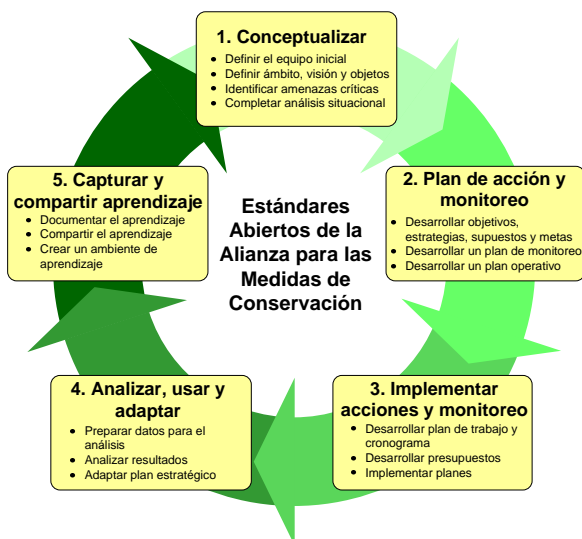 1. Conceptualizar
• Definir el equipo inicial
• Definir ámbito, visión y objetos
• Identificar amenazas críticas
• Completar análisis situacional
2. Plan de acción y
monitoreo
• Desarrollar objetivos,
estrategias, supuestos y metas
• Desarrollar un plan de monitoreo
• Desarrollar un plan operativo
3. Implementar
acciones y monitoreo
• Desarrollar plan de trabajo y
cronograma
• Desarrollar presupuestos
• Implementar planes
4. Analizar, usar y
adaptar
• Preparar datos para el
análisis
• Analizar resultados
• Adaptar plan estratégico
5. Capturar y
compartir aprendizaje
• Documentar el aprendizaje
• Compartir el aprendizaje
• Crear un ambiente de
aprendizaje
Estándares
Abiertos de la
Alianza para las
Medidas de
Conservación